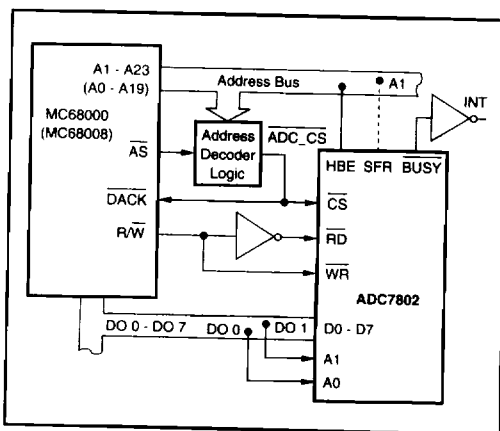 A1 - A23
(A0 - A19)
Address Bus
A1
INT
MC68000
(MC68008)
AS
Address
Decoder
Logic
ADC_CS
HBE SFR BUSY
DACK
CS
R/W
RD
WR
ADC7802
DO 0 - DO 7 DO 0 DO 1 D0 - D7
A1
A0